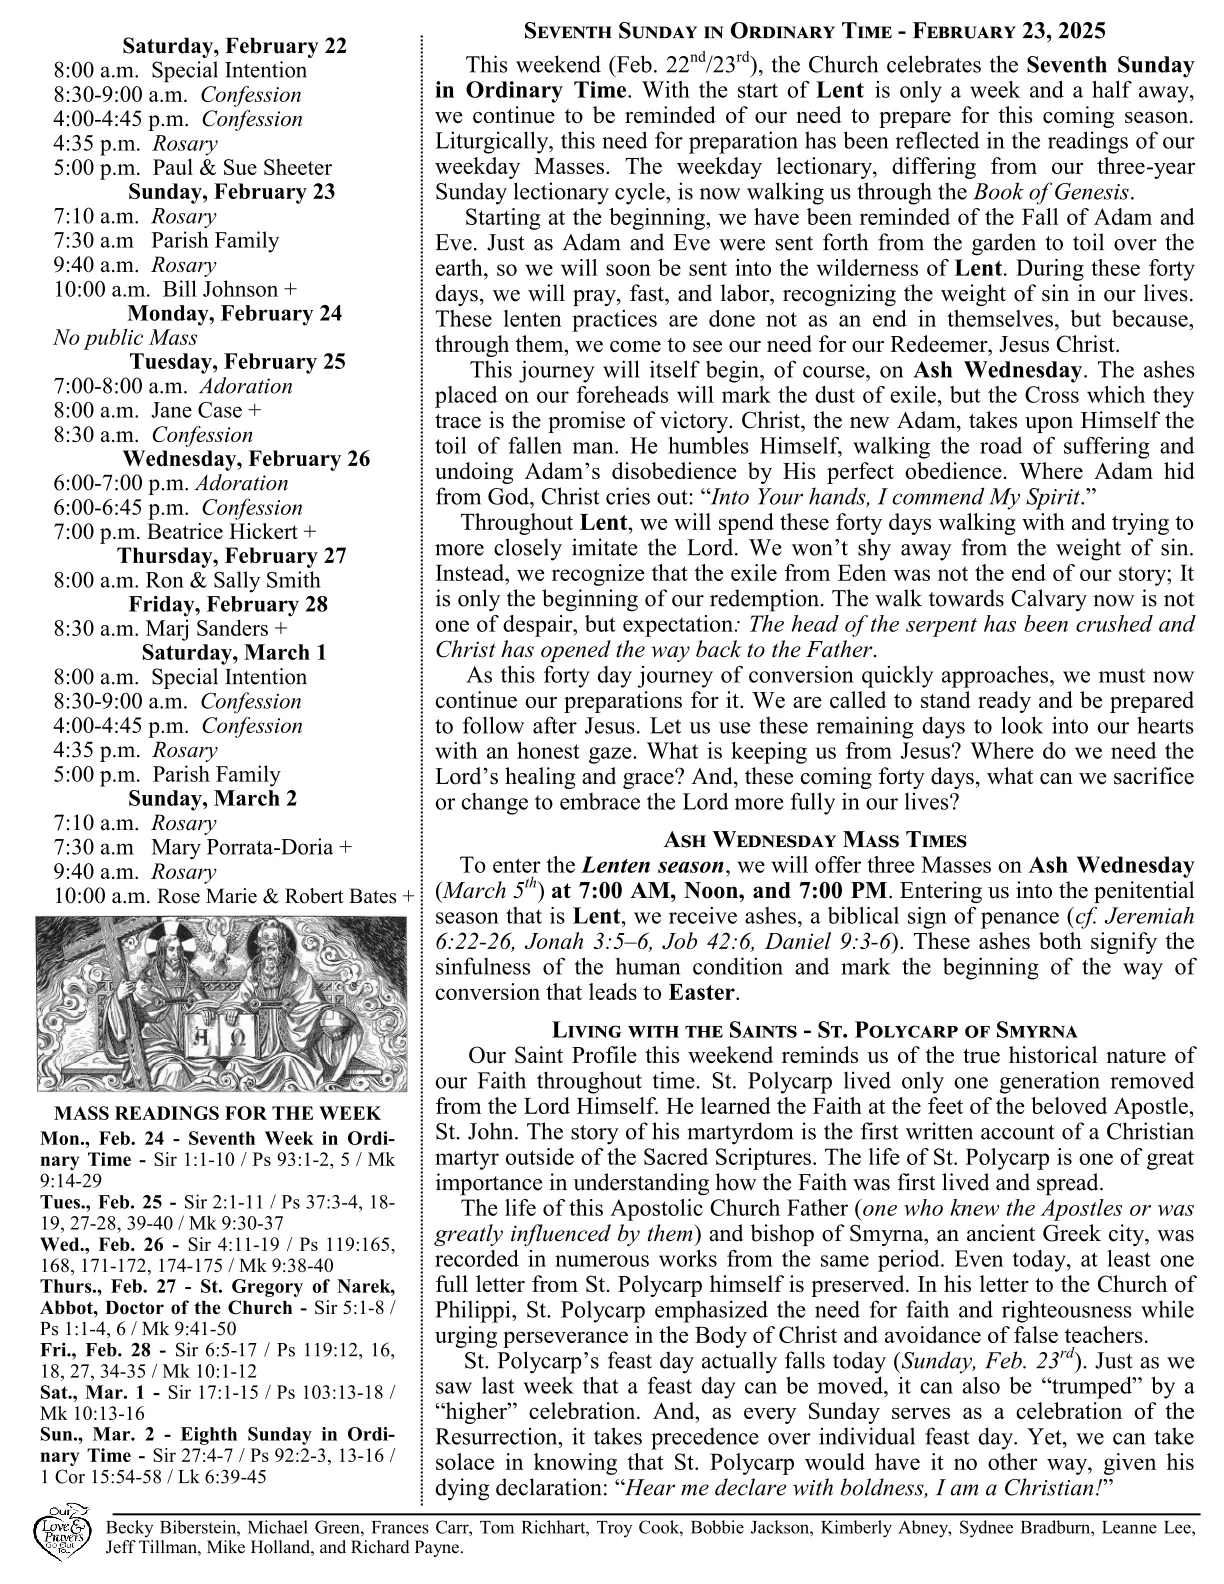 Saturday, February 22
8:00 a.m. Special Intention
8:30-9:00 a.m. Confession
4:00-4:45 p.m. Confession
4:35 p.m. Rosary
5:00 p.m. Paul & Sue Sheeter
Sunday, February 23
7:10 a.m. Rosary
7:30 a.m Parish Family
9:40 a.m. Rosary
10:00 a.m. Bill Johnson +
Monday, February 24
No public Mass
Tuesday, February 25
7:00-8:00 a.m. Adoration
8:00 a.m. Jane Case +
8:30 a.m. Confession
Wednesday, February 26
6:00-7:00 p.m. Adoration
6:00-6:45 p.m. Confession
7:00 p.m. Beatrice Hickert +
Thursday, February 27
8:00 a.m. Ron & Sally Smith
Friday, February 28
8:30 a.m. Marj Sanders +
Saturday, March 1
8:00 a.m. Special Intention
8:30-9:00 a.m. Confession
4:00-4:45 p.m. Confession
4:35 p.m. Rosary
5:00 p.m. Parish Family
Sunday, March 2
7:10 a.m. Rosary
7:30 a.m Mary Porrata-Doria +
9:40 a.m. Rosary
10:00 a.m. Rose Marie & Robert Bates +
A Ω
MASS READINGS FOR THE WEEK
Mon., Feb. 24 - Seventh Week in Ordi-
nary Time - Sir 1:1-10 / Ps 93:1-2, 5 / Mk
9:14-29
Tues., Feb. 25 - Sir 2:1-11 / Ps 37:3-4, 18-
19, 27-28, 39-40 / Mk 9:30-37
Wed., Feb. 26 - Sir 4:11-19 / Ps 119:165,
168, 171-172, 174-175 / Mk 9:38-40
Thurs., Feb. 27 - St. Gregory of Narek,
Abbot, Doctor of the Church - Sir 5:1-8 /
Ps 1:1-4, 6 / Mk 9:41-50
Fri., Feb. 28 - Sir 6:5-17 / Ps 119:12, 16,
18, 27, 34-35 / Mk 10:1-12
Sat., Mar. 1 - Sir 17:1-15 / Ps 103:13-18 /
Mk 10:13-16
Sun., Mar. 2 - Eighth Sunday in Ordi-
nary Time - Sir 27:4-7 / Ps 92:2-3, 13-16 /
1 Cor 15:54-58 / Lk 6:39-45
SEVENTH SUNDAY IN ORDINARY TIME - FEBRUARY 23, 2025
This weekend (Feb. 22nd/23rd), the Church celebrates the Seventh Sunday
in Ordinary Time. With the start of Lent is only a week and a half away,
we continue to be reminded of our need to prepare for this coming season.
Liturgically, this need for preparation has been reflected in the readings of our
weekday Masses. The weekday lectionary, differing from our three-year
Sunday lectionary cycle, is now walking us through the Book of Genesis.
Starting at the beginning, we have been reminded of the Fall of Adam and
Eve. Just as Adam and Eve were sent forth from the garden to toil over the
earth, so we will soon be sent into the wilderness of Lent. During these forty
days, we will pray, fast, and labor, recognizing the weight of sin in our lives.
These lenten practices are done not as an end in themselves, but because,
through them, we come to see our need for our Redeemer, Jesus Christ.
This journey will itself begin, of course, on Ash Wednesday. The ashes
placed on our foreheads will mark the dust of exile, but the Cross which they
trace is the promise of victory. Christ, the new Adam, takes upon Himself the
toil of fallen man. He humbles Himself, walking the road of suffering and
undoing Adam's disobedience by His perfect obedience. Where Adam hid
from God, Christ cries out: “Into Your hands, I commend My Spirit.”
Throughout Lent, we will spend these forty days walking with and trying to
more closely imitate the Lord. We won't shy away from the weight of sin.
Instead, we recognize that the exile from Eden was not the end of our story; It
is only the beginning of our redemption. The walk towards Calvary now is not
one of despair, but expectation: The head of the serpent has been crushed and
Christ has opened the way back to the Father.
As this forty day journey of conversion quickly approaches, we must now
continue our preparations for it. We are called to stand ready and be prepared
to follow after Jesus. Let us use these remaining days to look into our hearts
with an honest gaze. What is keeping us from Jesus? Where do we need the
Lord's healing and grace? And, these coming forty days, what can we sacrifice
or change to embrace the Lord more fully in our lives?
ASH WEDNESDAY MASS TIMES
To enter the Lenten season, we will offer three Masses on Ash Wednesday
(March 5th) at 7:00 AM, Noon, and 7:00 PM. Entering us into the penitential
season that is Lent, we receive ashes, a biblical sign of penance (cf. Jeremiah
6:22-26, Jonah 3:5–6, Job 42:6, Daniel 9:3-6). These ashes both signify the
sinfulness of the human condition and mark the beginning of the way of
conversion that leads to Easter.
LIVING WITH THE SAINTS - ST. POLYCARP OF SMYRNA
Our Saint Profile this weekend reminds us of the true historical nature of
our Faith throughout time. St. Polycarp lived only one generation removed
from the Lord Himself. He learned the Faith at the feet of the beloved Apostle,
St. John. The story of his martyrdom is the first written account of a Christian
martyr outside of the Sacred Scriptures. The life of St. Polycarp is one of great
importance in understanding how the Faith was first lived and spread.
The life of this Apostolic Church Father (one who knew the Apostles or was
greatly influenced by them) and bishop of Smyrna, an ancient Greek city, was
recorded in numerous works from the same period. Even today, at least one
full letter from St. Polycarp himself is preserved. In his letter to the Church of
Philippi, St. Polycarp emphasized the need for faith and righteousness while
urging perseverance in the Body of Christ and avoidance of false teachers.
St. Polycarp's feast day actually falls today (Sunday, Feb. 23rd). Just as we
saw last week that a feast day can be moved, it can also be “trumped” by a
“higher” celebration. And, as every Sunday serves as a celebration of the
Resurrection, it takes precedence over individual feast day. Yet, we can take
solace in knowing that St. Polycarp would have it no other way, given his
dying declaration: “Hear me declare with boldness, I am a Christian!”
Our
Love &
Prayers
Go Out
To...
Becky Biberstein, Michael Green, Frances Carr, Tom Richhart, Troy Cook, Bobbie Jackson, Kimberly Abney, Sydnee Bradburn, Leanne Lee,
Jeff Tillman, Mike Holland, and Richard Payne.